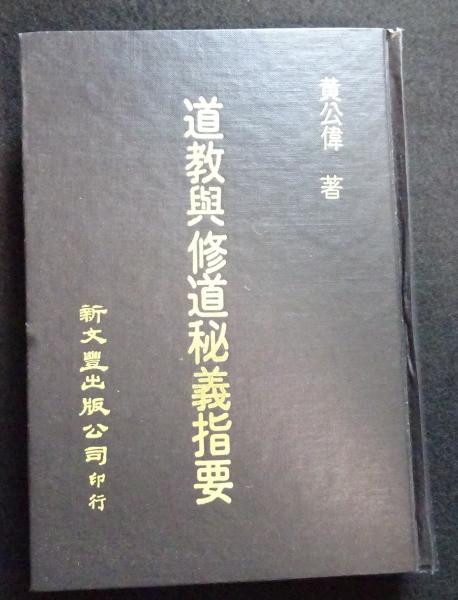 黄公偉 著
道教與修道秘義指要
新文豐出版公司印行